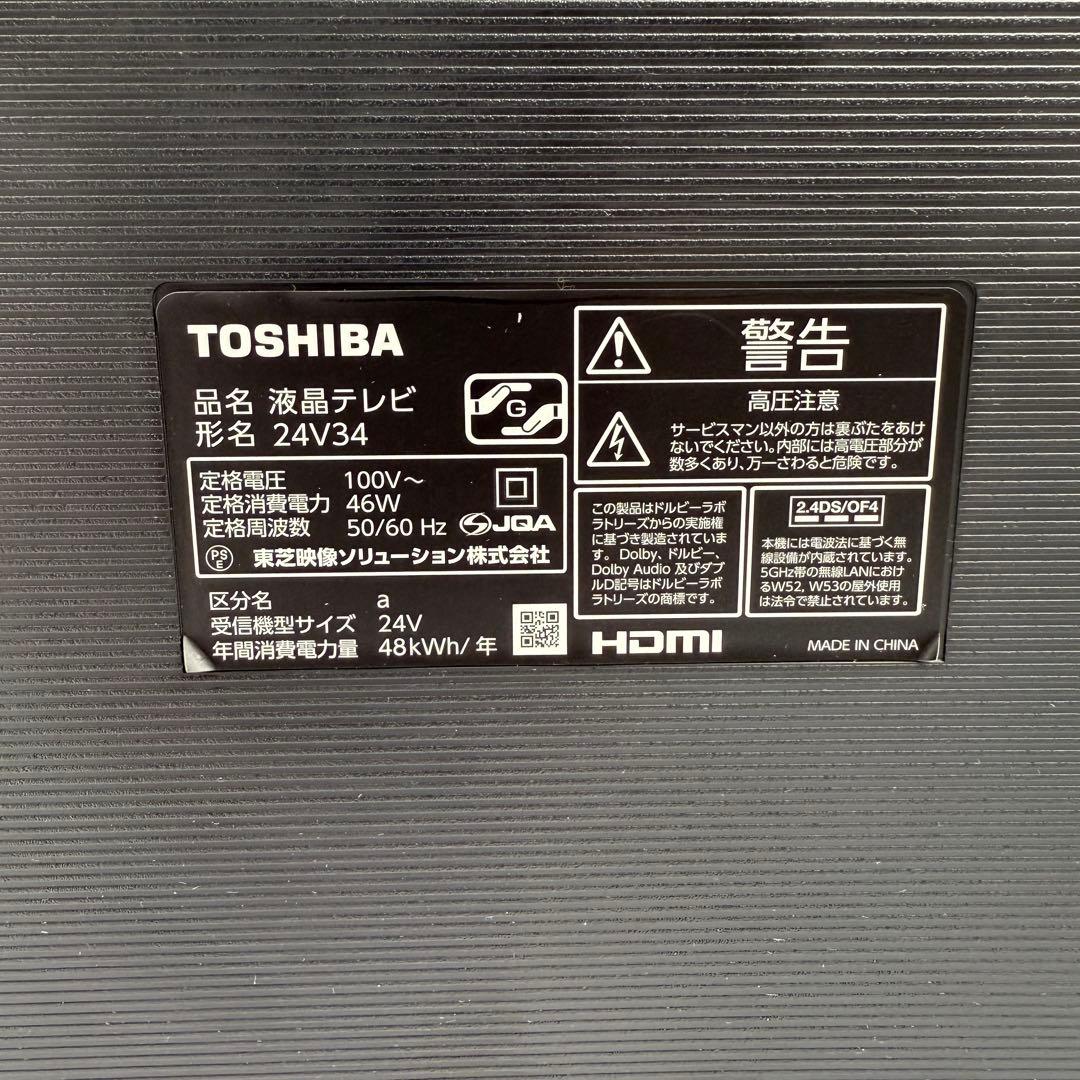 TOSHIBA
品名 液晶テレビ
形名 24V34
G
定格電圧 100V～
定格消費電力 46W
定格周波数 50/60 Hz
JQA
PS
E
東芝映像ソリューション株式会社
区分名 a
受信機型サイズ 24V
年間消費電力量 48kWh/年
警告
高圧注意
サービスマン以外の方は裏ぶたをあけ
ないでください。内部には高電圧部分が
数多くあり、万一さわると危険です。
この製品はドルビーラボ
ラトリーズからの実施権
に基づき製造されていま
す。Dolby、ドルビー、
Dolby Audio 及びダブ
ルD記号はドルビーラボ
ラトリーズの商標です。
2.4DS/OF4
本機には電波法に基づく無
線設備が内蔵されています。
5GHz帯の無線LANにおけ
るW52, W53の屋外使用
は法令で禁止されています。
HDMI
MADE IN CHINA